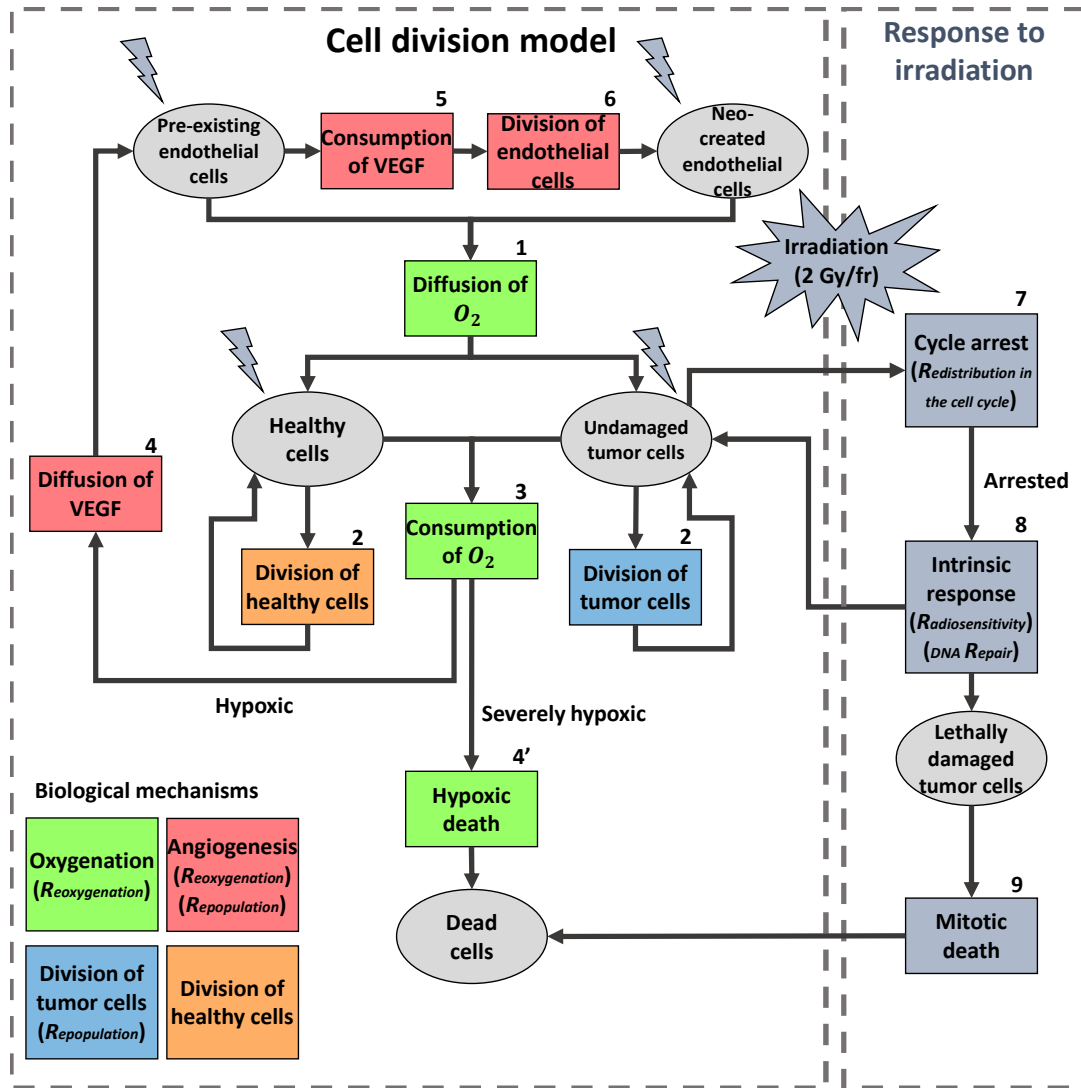 Cell division model
Response to
irradiation
Pre-existing
endothelial
cells
5
Consumption
of VEGF
6
Division of
endothelial
cells
Neo-
created
endothelial
cells
Irradiation
(2 Gy/fr)
1
Diffusion of
O₂
7
Cycle arrest
(Redistribution in
the cell cycle)
Healthy
cells
Undamaged
tumor cells
4
Diffusion of
VEGF
3
Consumption
of O₂
Arrested
2
Division of
healthy cells
2
Division of
tumor cells
8
Intrinsic
response
(Radiosensitivity)
(DNA Repair)
Hypoxic
Severely hypoxic
Lethally
damaged
tumor cells
4’
Hypoxic
death
Biological mechanisms
Oxygenation
(Reoxygenation)
Angiogenesis
(Reoxygenation)
(Repopulation)
Division of
tumor cells
(Repopulation)
Division of
healthy cells
Dead
cells
9
Mitotic
death